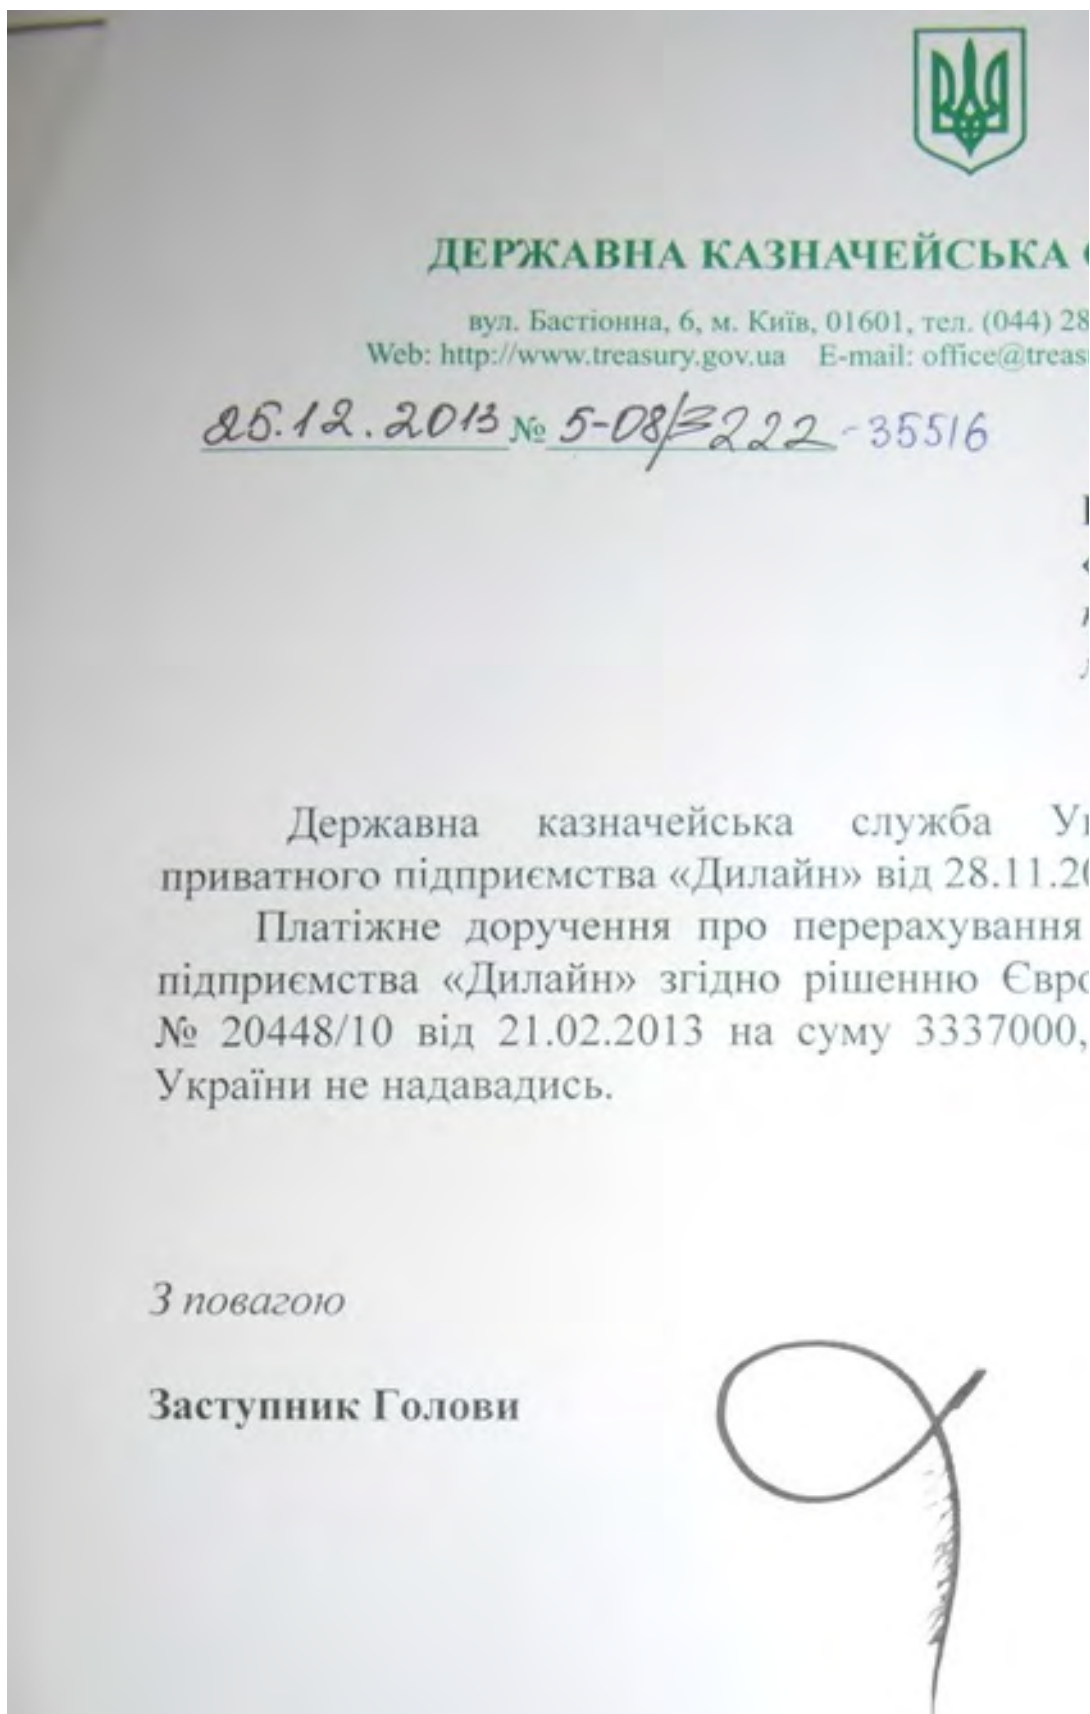 ДЕРЖАВНА КАЗНАЧЕЙСЬКА
вул. Бастіонна, 6, м. Київ, 01601, тел. (044) 28
Web: http://www.treasury.gov.ua E-mail: office@treas
25.12.2013 № 5-08/3222-35516
Державна казначейська служба Ук
приватного підприємства «Дилайн» від 28.11.20
Платіжне доручення про перерахування
підприємства «Дилайн» згідно рішенню Євро
№ 20448/10 від 21.02.2013 на суму 3337000,
України не надавадись.
З повагою
Заступник Голови